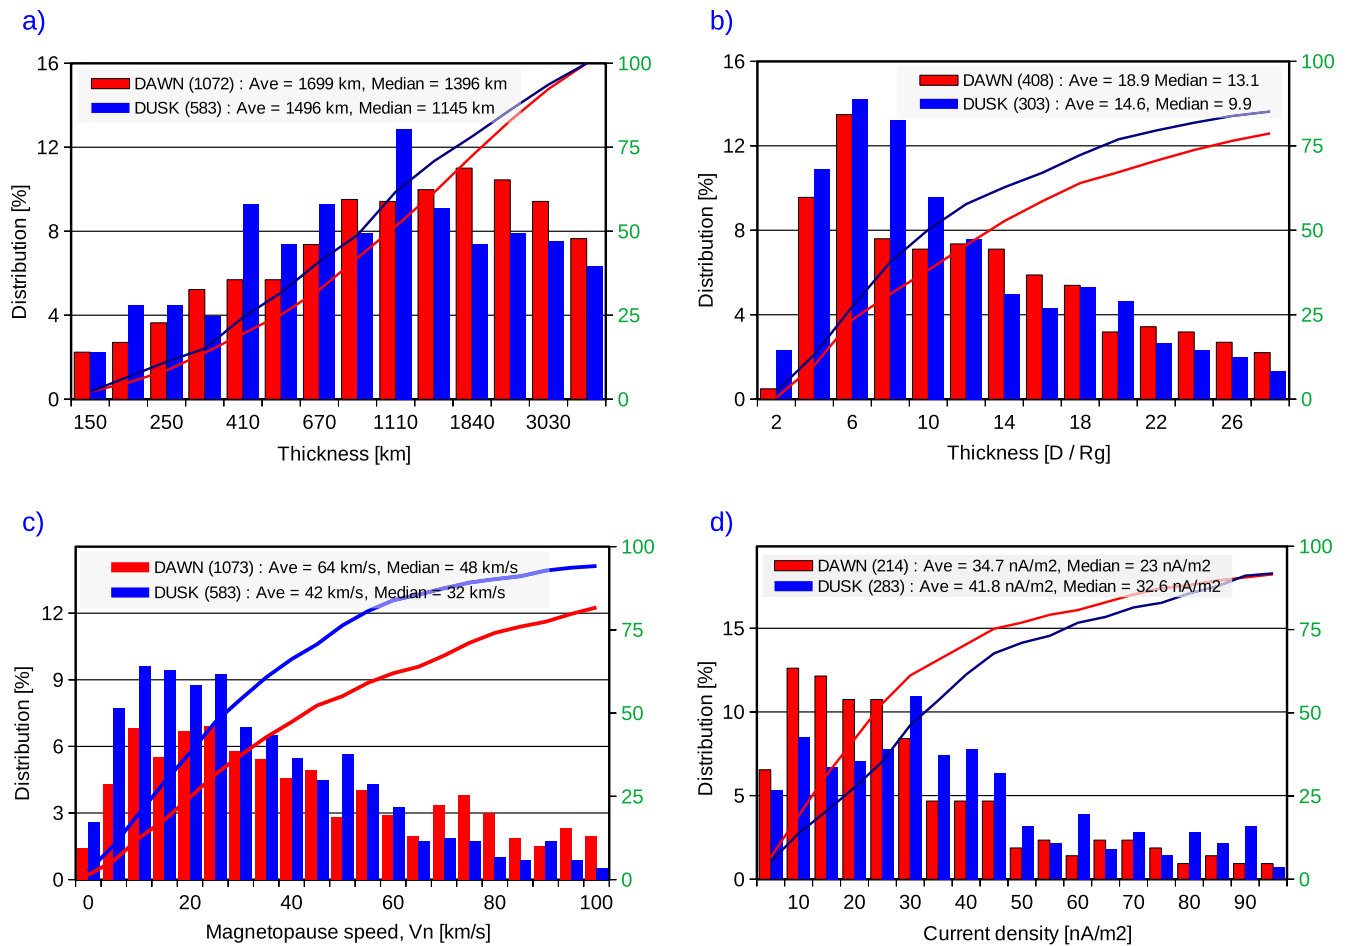 a)
DAWN (1072) : Ave = 1699 km, Median = 1396 km
DUSK (583) : Ave = 1496 km, Median = 1145 km
16
12
8
4
0
100
75
50
25
0
Distribution [%]
150 250 410 670 1110 1840 3030
Thickness [km]
b)
DAWN (408) : Ave = 18.9 Median = 13.1
DUSK (303) : Ave = 14.6, Median = 9.9
16
12
8
4
0
100
75
50
25
0
Distribution [%]
2 6 10 14 18 22 26
Thickness [D / Rg]
c)
DAWN (1073) : Ave = 64 km/s, Median = 48 km/s
DUSK (583) : Ave = 42 km/s, Median = 32 km/s
12
9
6
3
0
100
75
50
25
0
Distribution [%]
0 20 40 60 80 100
Magnetopause speed, Vn [km/s]
d)
DAWN (214) : Ave = 34.7 nA/m2, Median = 23 nA/m2
DUSK (283) : Ave = 41.8 nA/m2, Median = 32.6 nA/m2
15
10
5
0
100
75
50
25
0
Distribution [%]
10 20 30 40 50 60 70 80 90
Current density [nA/m2]